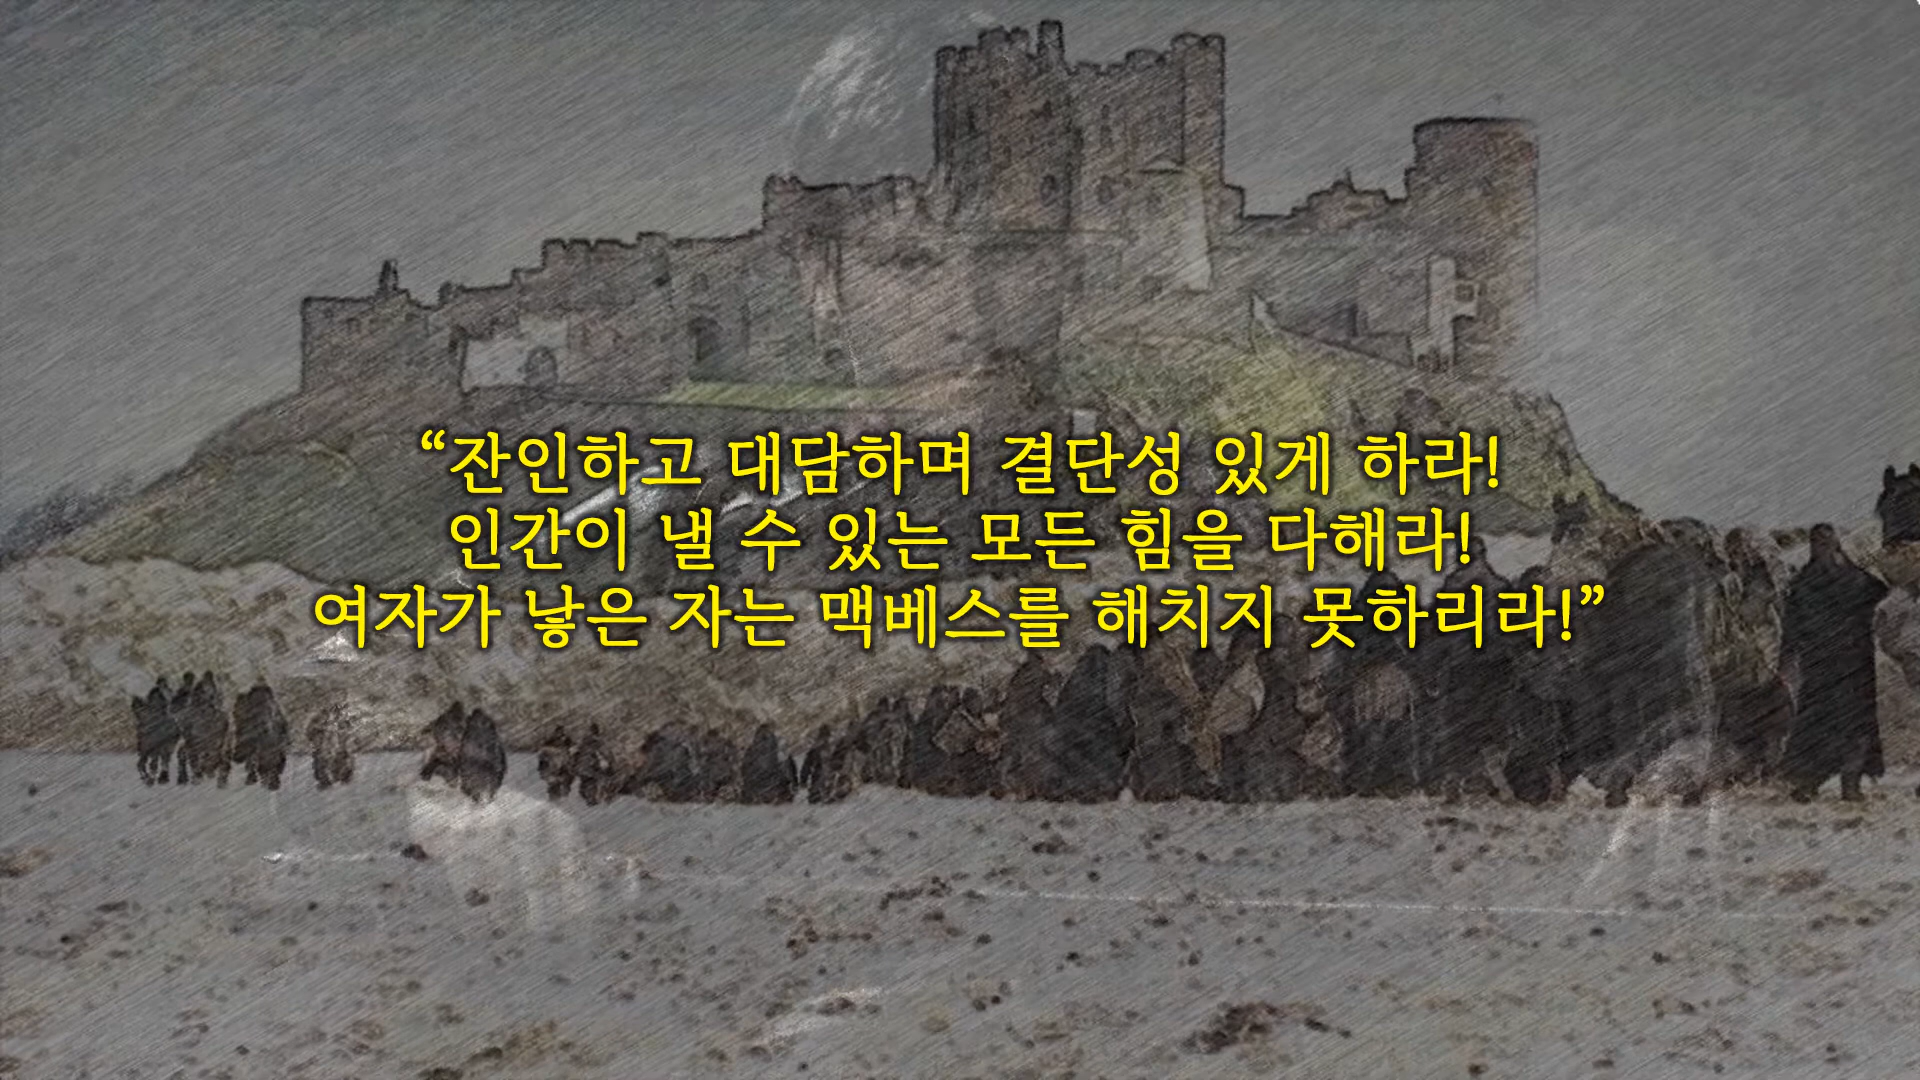 “잔인하고 대담하며 결단성 있게 하라!
인간이 낼 수 있는 모든 힘을 다해라!
여자가 낳은 자는 맥베스를 해치지 못하리라!”